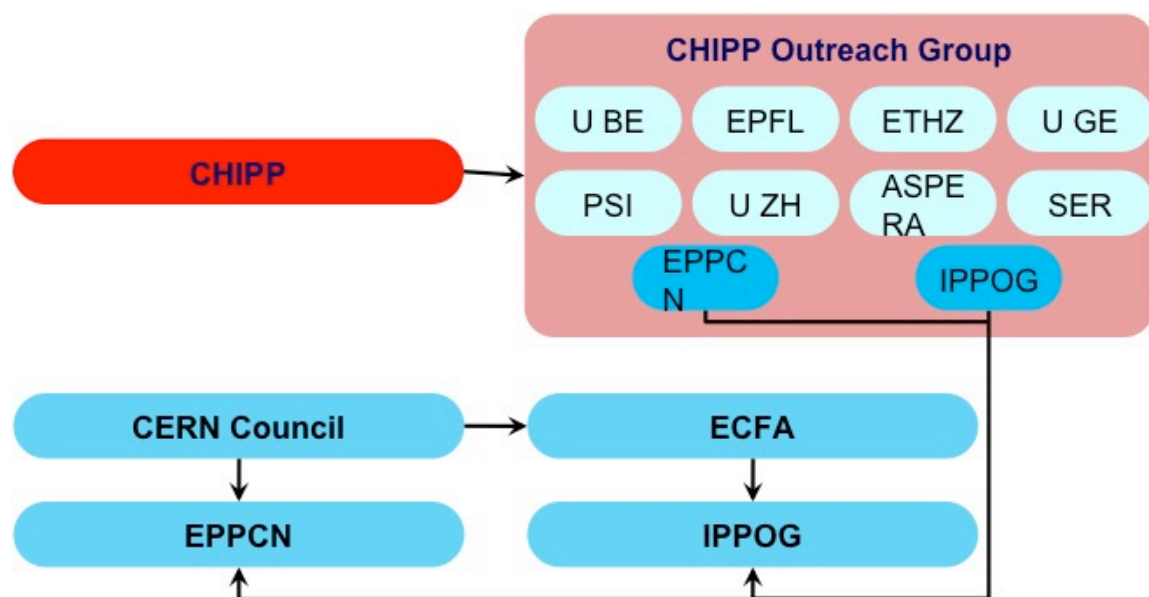 CHIPP Outreach Group
U BE
EPFL
ETHZ
U GE
CHIPP
PSI
U ZH
ASPE
RA
SER
EPPC
N
IPPOG
CERN Council
ECFA
EPPCN
IPPOG